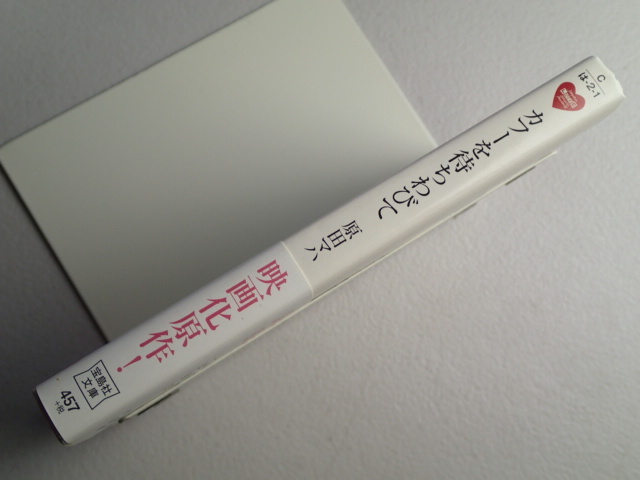 C
は-2-1
カフーを待ちわびて
原田マハ
映画化原作!
宝島社
文庫
457
+税